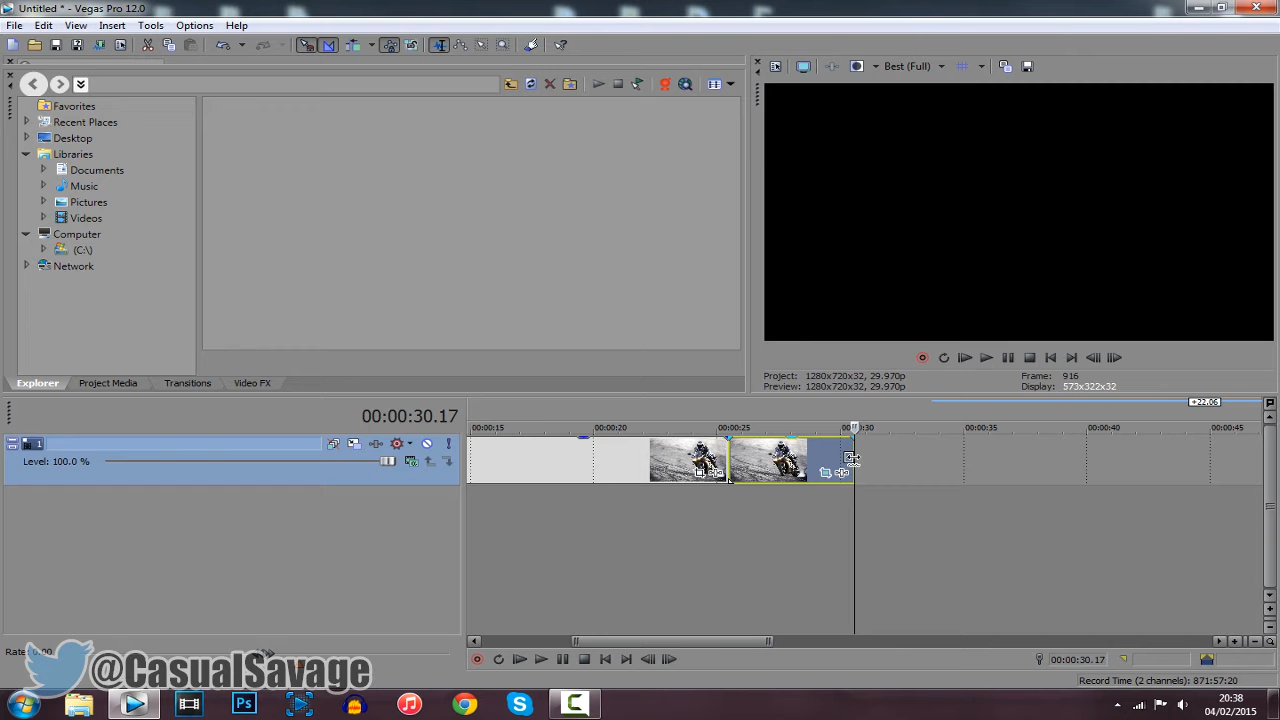 Untitled * - Vegas Pro 12.0
File Edit View Insert Tools Options Help
Best (Full)
Favorites
Recent Places
Desktop
Libraries
Documents
Music
Pictures
Videos
Computer
(C:\)
Network
Explorer Project Media Transitions Video FX
Project: 1280x720x32, 29.970p
Preview: 1280x720x32, 29.970p
Frame: 916
Display: 573x322x32
00:00:30.17
+22.06
00:00:15 00:00:20 00:00:25 00:00:30 00:00:35 00:00:40 00:00:45
1
Level: 100.0 %
Rate: 0.00
00:00:30.17
Record Time (2 channels): 871:57:20
@CasualSavage
Ps
20:38
04/02/2015